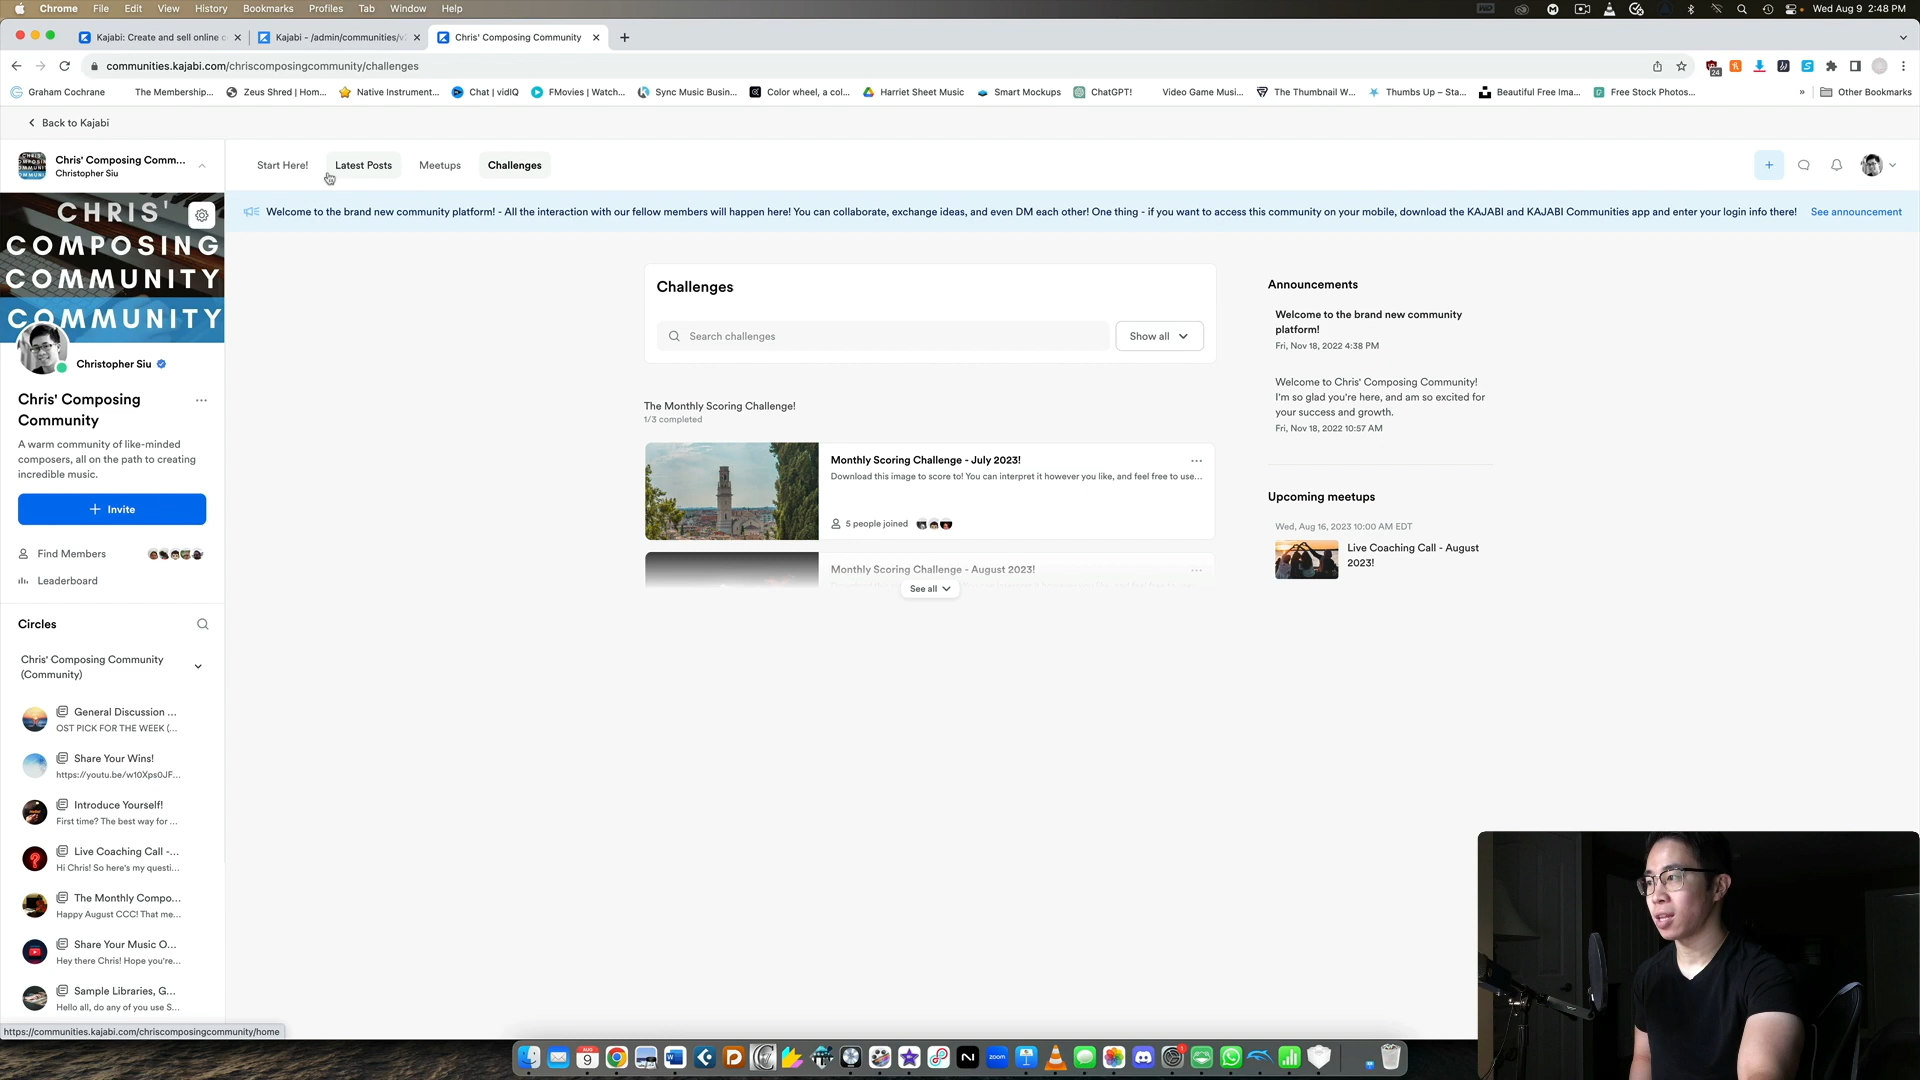 Chrome File Edit View History Bookmarks Profiles Tab Window Help
Wed Aug 9 2:48 PM
Kajabi: Create and sell online c
Kajabi - /admin/communities/v
Chris' Composing Community
communities.kajabi.com/chriscomposingcommunity/challenges
24
Graham Cochrane
The Membership...
Zeus Shred | Hom...
Native Instrument...
Chat | vidIQ
FMovies | Watch...
Sync Music Busin...
Color wheel, a col...
Harriet Sheet Music
Smart Mockups
ChatGPT!
Video Game Musi...
The Thumbnail W...
Thumbs Up – Sta...
Beautiful Free Ima...
Free Stock Photos...
» Other Bookmarks
Back to Kajabi
Chris' Composing Comm...
Christopher Siu
Start Here! Latest Posts Meetups Challenges
Welcome to the brand new community platform! - All the interaction with our fellow members will happen here! You can collaborate, exchange ideas, and even DM each other! One thing - if you want to access this community on your mobile, download the KAJABI and KAJABI Communities app and enter your login info there! See announcement
CHRIS'
COMPOSING
COMMUNITY
COMMUNITY
Christopher Siu
Chris' Composing
Community
A warm community of like-minded
composers, all on the path to creating
incredible music.
+ Invite
Find Members
Leaderboard
Circles
Chris' Composing Community
(Community)
General Discussion ...
OST PICK FOR THE WEEK (...
Share Your Wins!
https://youtu.be/w10Xps0JF...
Introduce Yourself!
First time? The best way for ...
Live Coaching Call -...
Hi Chris! So here's my questi...
The Monthly Compo...
Happy August CCC! That me...
Share Your Music O...
Hey there Chris! Hope you're...
Sample Libraries, G...
Hello all, do any of you use S...
https://communities.kajabi.com/chriscomposingcommunity/home
Challenges
Search challenges
Show all
The Monthly Scoring Challenge!
1/3 completed
Monthly Scoring Challenge - July 2023!
Download this image to score to! You can interpret it however you like, and feel free to use...
5 people joined
Monthly Scoring Challenge - August 2023!
See all
Announcements
Welcome to the brand new community
platform!
Fri, Nov 18, 2022 4:38 PM
Welcome to Chris' Composing Community!
I'm so glad you're here, and am so excited for
your success and growth.
Fri, Nov 18, 2022 10:57 AM
Upcoming meetups
Wed, Aug 16, 2023 10:00 AM EDT
Live Coaching Call - August
2023!
AUG
9
zoom